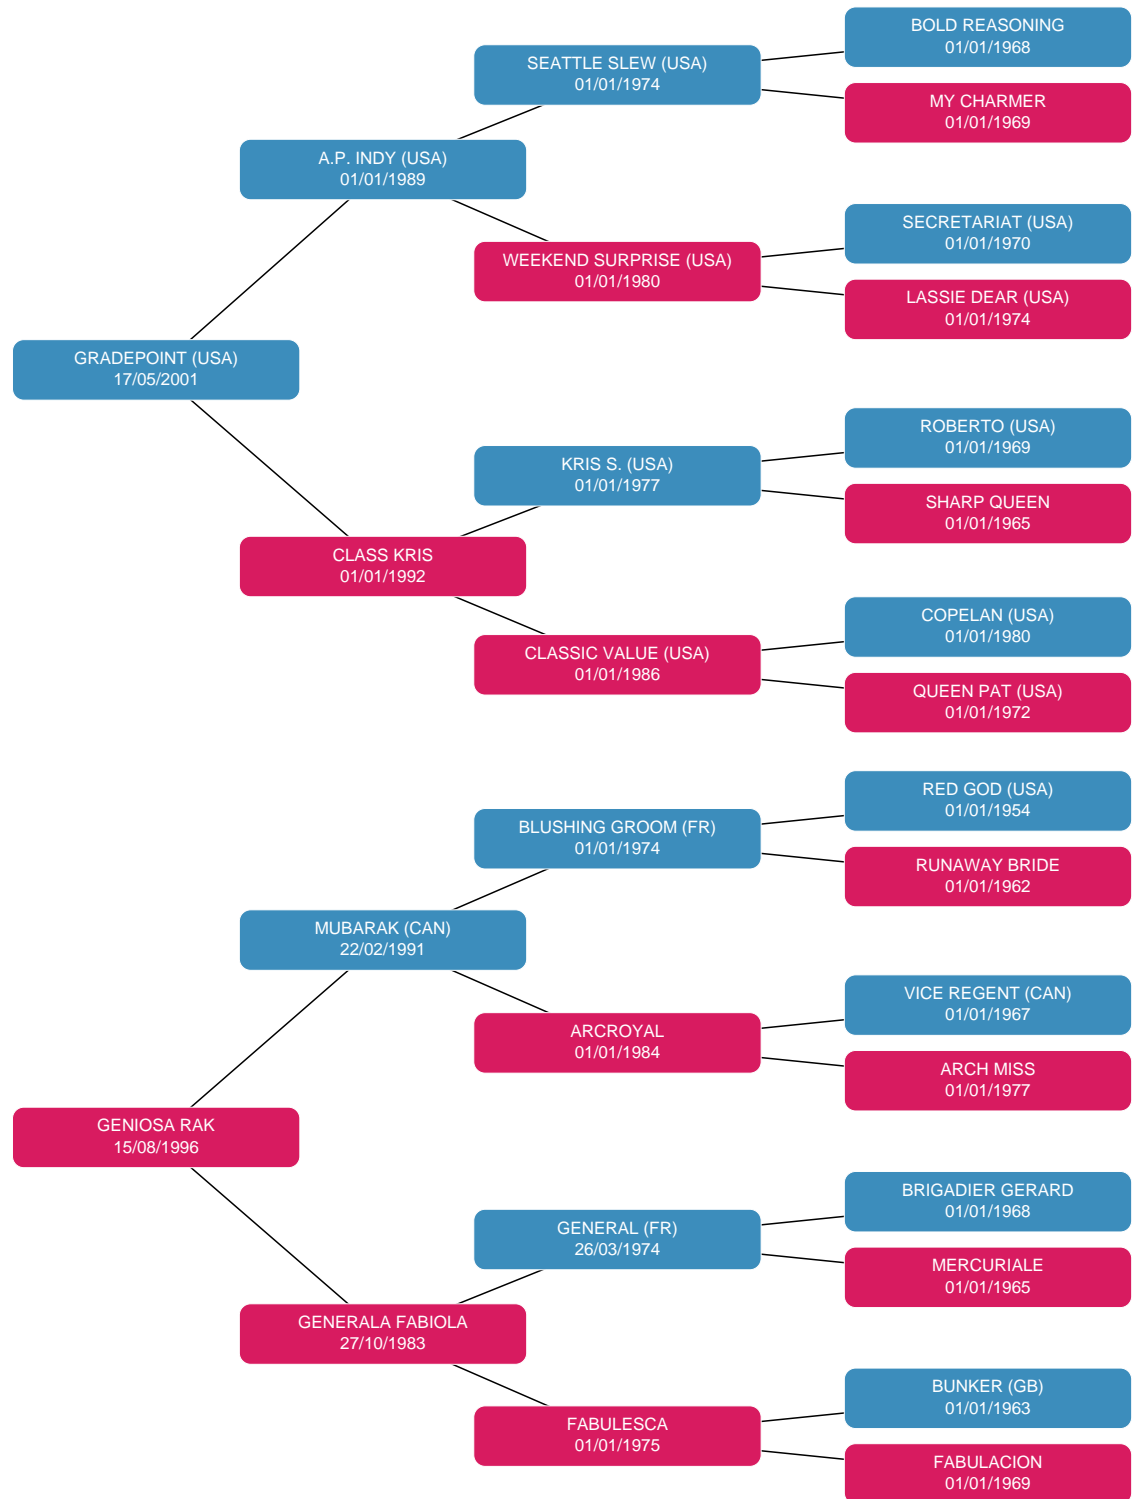 BOLD REASONING
01/01/1968
SEATTLE SLEW (USA)
01/01/1974
MY CHARMER
01/01/1969
A.P. INDY (USA)
01/01/1989
SECRETARIAT (USA)
01/01/1970
WEEKEND SURPRISE (USA)
01/01/1980
LASSIE DEAR (USA)
01/01/1974
GRADEPOINT (USA)
17/05/2001
ROBERTO (USA)
01/01/1969
KRIS S. (USA)
01/01/1977
SHARP QUEEN
01/01/1965
CLASS KRIS
01/01/1992
COPELAN (USA)
01/01/1980
CLASSIC VALUE (USA)
01/01/1986
QUEEN PAT (USA)
01/01/1972
RED GOD (USA)
01/01/1954
BLUSHING GROOM (FR)
01/01/1974
RUNAWAY BRIDE
01/01/1962
MUBARAK (CAN)
22/02/1991
VICE REGENT (CAN)
01/01/1967
ARCROYAL
01/01/1984
ARCH MISS
01/01/1977
GENIOSA RAK
15/08/1996
BRIGADIER GERARD
01/01/1968
GENERAL (FR)
26/03/1974
MERCURIALE
01/01/1965
GENERALA FABIOLA
27/10/1983
BUNKER (GB)
01/01/1963
FABULESCA
01/01/1975
FABULACION
01/01/1969